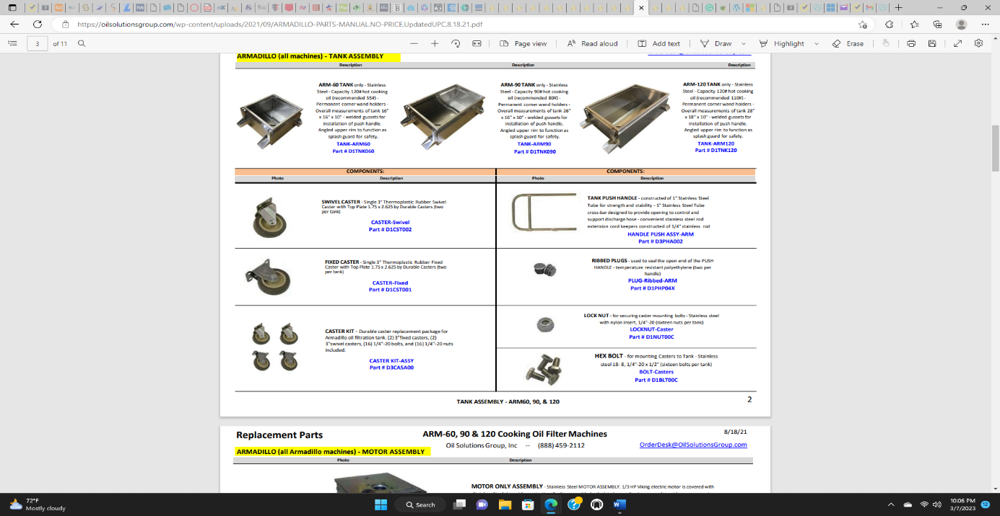 https://oilsolutionsgroup.com/wp-content/uploads/2021/09/ARMADILLO-PARTS-MANUAL.NO-PRICE.UpdatedUPC.8.18.21.pdf
3 of 11
Page view
Read aloud
Add text
Draw
Highlight
Erase
ARMADILLO (all machines) - TANK ASSEMBLY
Description Description Description
ARM-60 TANK only - Stainless
Steel - Capacity 120# hot cooking
oil (recommended 55#) -
Permanent corner wand holders -
Overall measurements of tank 16"
x 16" x 10" - welded gussets for
installation of push handle.
Angled upper rim to function as
splash guard for safety.
TANK-ARM60
Part # D1TNK060
ARM-90 TANK only - Stainless
Steel - Capacity 90# hot cooking
oil (recommended 80#) -
Permanent corner wand holders -
Overall measurements of tank 26"
x 16" x 10" - welded gussets for
installation of push handle.
Angled upper rim to function as
splash guard for safety.
TANK-ARM90
Part # D1TNK090
ARM-120 TANK only - Stainless
Steel - Capacity 120# hot cooking
oil (recommended 110#) -
Permanent corner wand holders -
Overall measurements of tank 28"
x 18" x 10" - welded gussets for
installation of push handle.
Angled upper rim to function as
splash guard for safety.
TANK-ARM120
Part # D1TNK120
COMPONENTS: COMPONENTS:
Photo Description Photo Description
SWIVEL CASTER - Single 3" Thermoplastic Rubber Swivel
Caster with Top Plate 1.75 x 2.625 by Durable Casters (two
per tank)
CASTER-Swivel
Part # D1CST002
TANK PUSH HANDLE - constructed of 1" Stainless Steel
Tube for strength and stability - 1" Stainless Steel Tube
cross-bar designed to provide opening to control and
support discharge hose - convenient stainless steel rod
extension cord keepers constructed of 1/4" stainless rod
HANDLE PUSH ASSY-ARM
Part # D3PHA002
FIXED CASTER - Single 3" Thermoplastic Rubber Fixed
Caster with Top Plate 1.75 x 2.625 by Durable Casters (two
per tank)
CASTER-Fixed
Part # D1CST001
RIBBED PLUGS - used to seal the open end of the PUSH
HANDLE - temperature resistant polyethylene (two per
handle)
PLUG-Ribbed-ARM
Part # D1PHP04X
CASTER KIT - Durable caster replacement package for
Armadillo oil filtration tank. (2) 3"fixed casters, (2)
3"swivel casters, (16) 1/4"-20 bolts, and (16) 1/4"-20 nuts
included.
CASTER KIT-ASSY
Part # D3CASA00
LOCK NUT - for securing caster mounting bolts - Stainless steel
with nylon insert, 1/4"-20 (sixteen nuts per tank)
LOCKNUT-Caster
Part # D1NUT00C
HEX BOLT - for mounting Casters to Tank - Stainless
steel 18- 8, 1/4"-20 x 1/2" (sixteen bolts per tank)
BOLT-Casters
Part # D1BLT00C
TANK ASSEMBLY - ARM60, 90, & 120
2
Replacement Parts ARM-60, 90 & 120 Cooking Oil Filter Machines 8/18/21
Oil Solutions Group, Inc -- (888) 459-2112 OrderDesk@OilSolutionsGroup.com
ARMADILLO (all Armadillo machines) - MOTOR ASSEMBLY
Photo Description
MOTOR ONLY ASSEMBLY - Stainless Steel MOTOR ASSEMBLY. 1/3 HP Viking electric motor is covered with
72°F
Mostly cloudy
Search
10:06 PM
3/7/2023